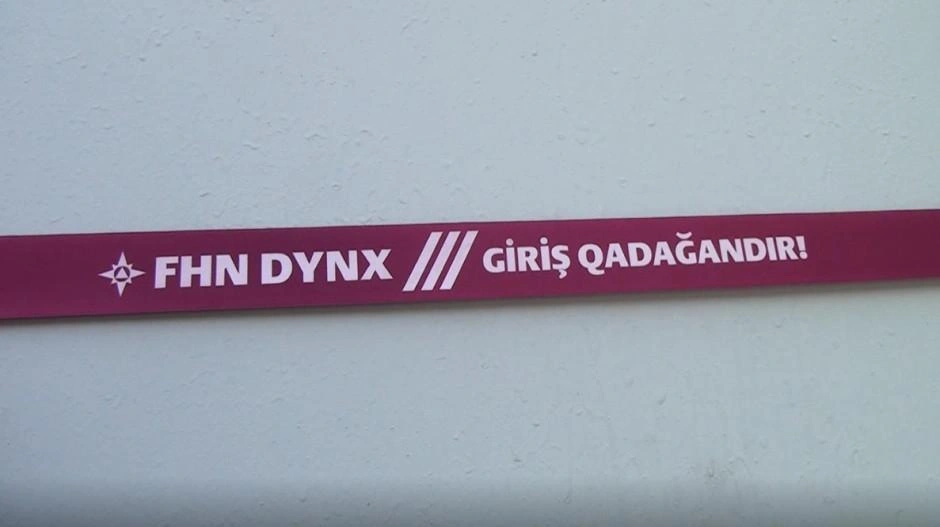 FHN DYNX /// GİRİŞ QADAĞANDIR!